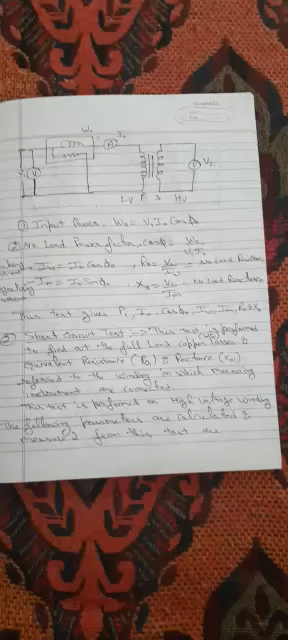 W₁
I₀
V
V₂
LV P S HV
① Input Power, W₀ = V₁ I₀ Cosϕ₀
② No Load Power factor, cosϕ₀ = W₀ / V₁I₀
Iw = I₀ Cosϕ₀, R₀ = V₁ / Iw = No Load Resistance
Im = I₀ Sinϕ₀, X₀ = V₁ / Im = No Load Reactance
Thus test gives Pi, I₀, cosϕ₀, Iw, Im, R₀ & X₀
② Short Circuit Test → This test is performed
to find out the full Load copper losses &
equivalent Resistance (R₀₁) & Reactance (X₀₁)
referred to the winding in which measuring
instrument are connected.
This test is performed on High Voltage winding
The following parameters are calculated &
measured from this test are